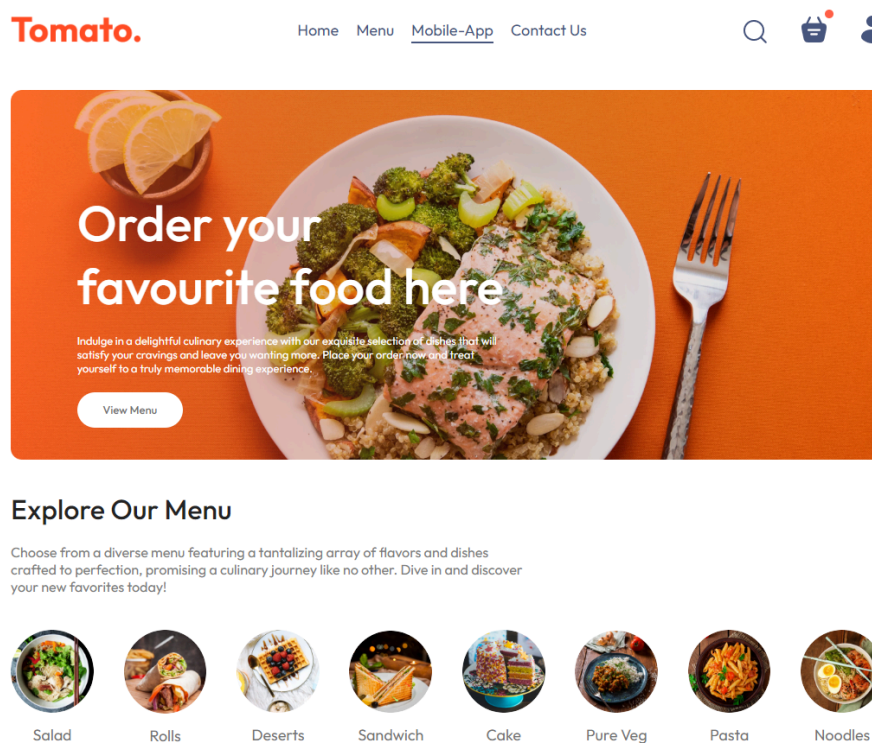 Tomato.
Home Menu Mobile-App Contact Us
Order your
favourite food here
Indulge in a delightful culinary experience with our exquisite selection of dishes that will
satisfy your cravings and leave you wanting more. Place your order now and treat
yourself to a truly memorable dining experience.
View Menu
Explore Our Menu
Choose from a diverse menu featuring a tantalizing array of flavors and dishes
crafted to perfection, promising a culinary journey like no other. Dive in and discover
your new favorites today!
Salad Rolls Deserts Sandwich Cake Pure Veg Pasta Noodles